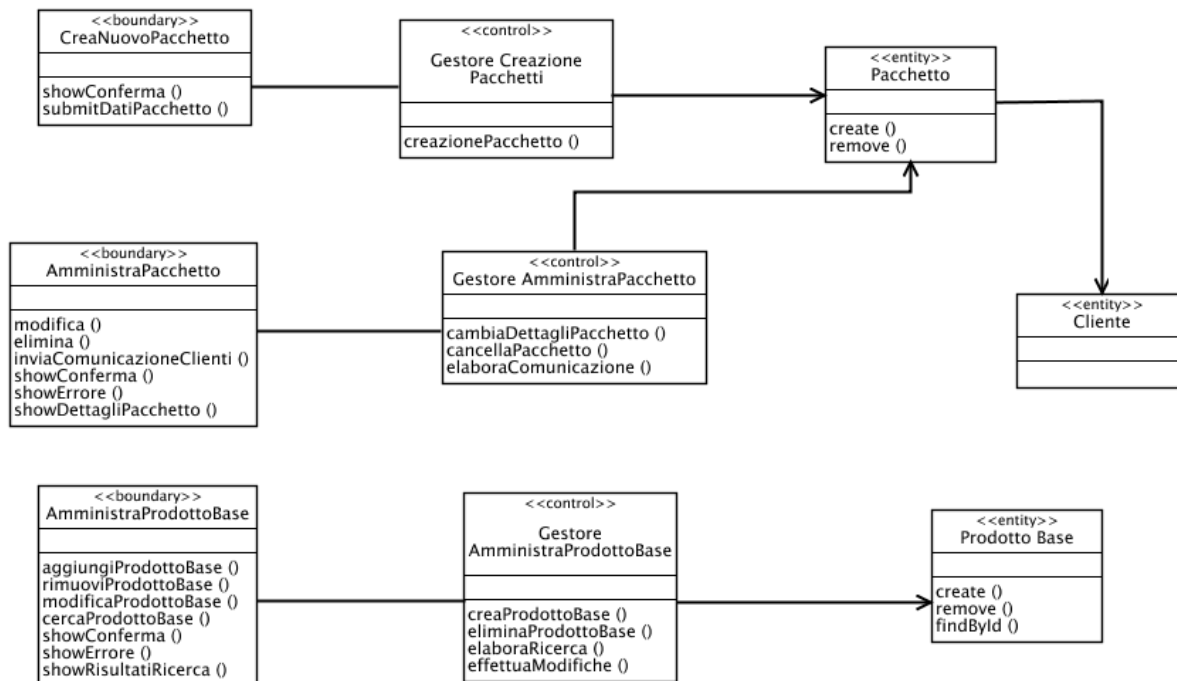 <<boundary>>
CreaNuovoPacchetto
showConferma ()
submitDatiPacchetto ()
<<control>>
Gestore Creazione
Pacchetti
creazionePacchetto ()
<<entity>>
Pacchetto
create ()
remove ()
<<boundary>>
AmministraPacchetto
modifica ()
elimina ()
inviaComunicazioneClienti ()
showConferma ()
showErrore ()
showDettagliPacchetto ()
<<control>>
Gestore AmministraPacchetto
cambiaDettagliPacchetto ()
cancellaPacchetto ()
elaboraComunicazione ()
<<entity>>
Cliente
<<boundary>>
AmministraProdottoBase
aggiungiProdottoBase ()
rimuoviProdottoBase ()
modificaProdottoBase ()
cercaProdottoBase ()
showConferma ()
showErrore ()
showRisultatiRicerca ()
<<control>>
Gestore
AmministraProdottoBase
creaProdottoBase ()
eliminaProdottoBase ()
elaboraRicerca ()
effettuaModifiche ()
<<entity>>
Prodotto Base
create ()
remove ()
findById ()